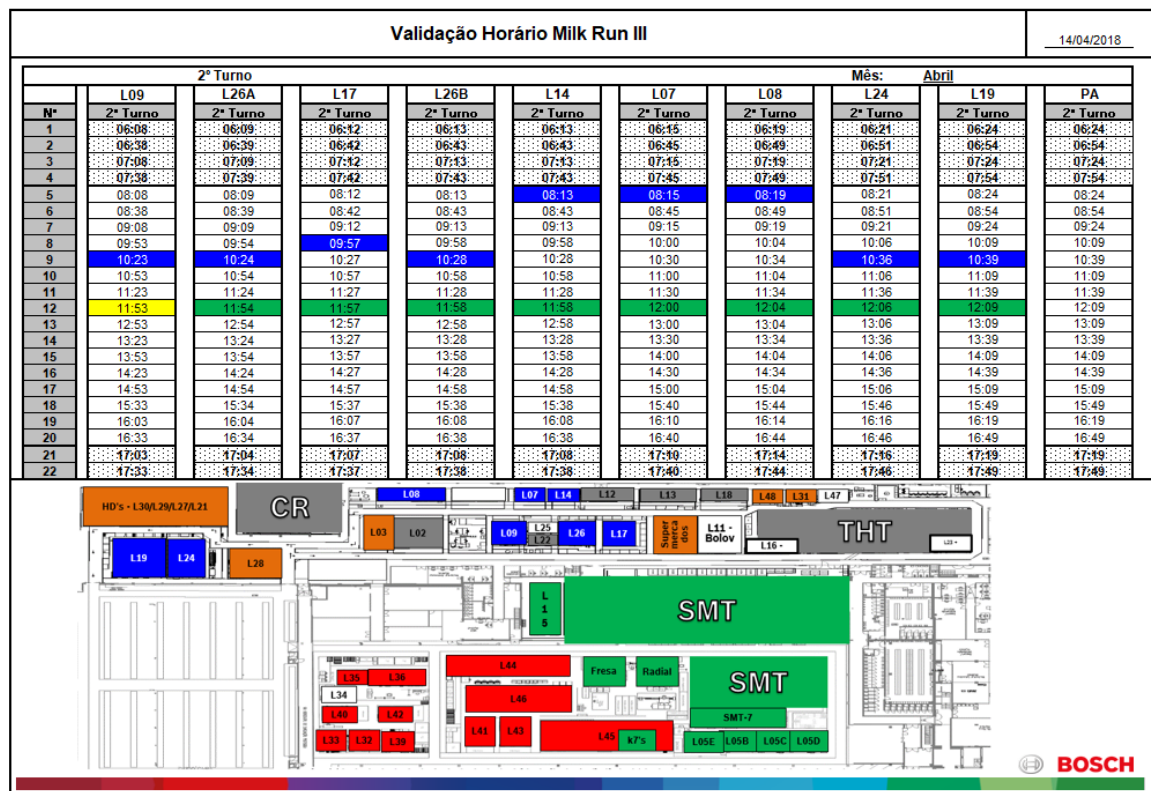 Validação Horário Milk Run III
14/04/2018
2º Turno Mês: Abril
L09 L26A L17 L26B L14 L07 L08 L24 L19 PA
Nº 2ª Turno 2ª Turno 2ª Turno 2ª Turno 2ª Turno 2ª Turno 2ª Turno 2ª Turno 2ª Turno 2ª Turno
1 06:08 06:09 06:12 06:13 06:13 06:15 06:19 06:21 06:24 06:24
2 06:38 06:39 06:42 06:43 06:43 06:45 06:49 06:51 06:54 06:54
3 07:08 07:09 07:12 07:13 07:13 07:15 07:19 07:21 07:24 07:24
4 07:38 07:39 07:42 07:43 07:43 07:45 07:49 07:51 07:54 07:54
5 08:08 08:09 08:12 08:13 08:13 08:15 08:19 08:21 08:24 08:24
6 08:38 08:39 08:42 08:43 08:43 08:45 08:49 08:51 08:54 08:54
7 09:08 09:09 09:12 09:13 09:13 09:15 09:19 09:21 09:24 09:24
8 09:53 09:54 09:57 09:58 09:58 10:00 10:04 10:06 10:09 10:09
9 10:23 10:24 10:27 10:28 10:28 10:30 10:34 10:36 10:39 10:39
10 10:53 10:54 10:57 10:58 10:58 11:00 11:04 11:06 11:09 11:09
11 11:23 11:24 11:27 11:28 11:28 11:30 11:34 11:36 11:39 11:39
12 11:53 11:54 11:57 11:58 11:58 12:00 12:04 12:06 12:09 12:09
13 12:53 12:54 12:57 12:58 12:58 13:00 13:04 13:06 13:09 13:09
14 13:23 13:24 13:27 13:28 13:28 13:30 13:34 13:36 13:39 13:39
15 13:53 13:54 13:57 13:58 13:58 14:00 14:04 14:06 14:09 14:09
16 14:23 14:24 14:27 14:28 14:28 14:30 14:34 14:36 14:39 14:39
17 14:53 14:54 14:57 14:58 14:58 15:00 15:04 15:06 15:09 15:09
18 15:33 15:34 15:37 15:38 15:38 15:40 15:44 15:46 15:49 15:49
19 16:03 16:04 16:07 16:08 16:08 16:10 16:14 16:16 16:19 16:19
20 16:33 16:34 16:37 16:38 16:38 16:40 16:44 16:46 16:49 16:49
21 17:03 17:04 17:07 17:08 17:08 17:10 17:14 17:16 17:19 17:19
22 17:33 17:34 17:37 17:38 17:38 17:40 17:44 17:46 17:49 17:49
L08 L07 L14 L12 L13 L18 L48 L31 L47
HD's - L30/L29/L27/L21
CR
L03 L02 L09 L25 L22 L26 L17
Super merca dos
L11 - Bolov
L16 -
THT
L19 L24 L28
L15
SMT
L44
Fresa Radial
SMT
L35 L36
L34
L46
L40 L42
SMT-7
L41 L43 L45 k7's
L33 L32 L39
L05E L05B L05C L05D
BOSCH